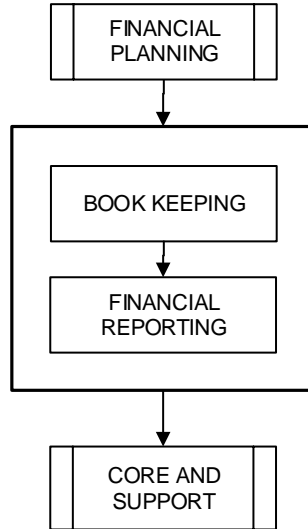 FINANCIAL
PLANNING
BOOK KEEPING
FINANCIAL
REPORTING
CORE AND
SUPPORT